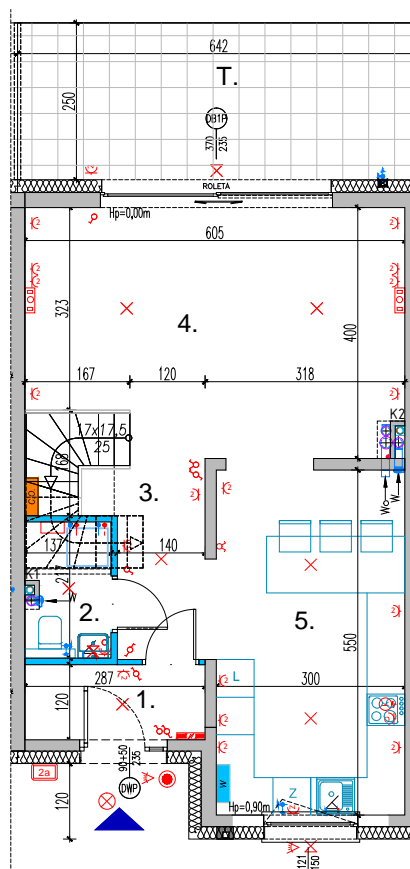 642
T.
250
DB1P
370
235
ROLETA
Hp=0,00m
605
323
4.
400
167
120
318
K2
17x17,5
25
168
3.
Wo
W
c.o.
137
140
2.
W
5.
550
L
300
287
1.
120
90+50
235
W
Z
Hp=0,90m
2a
DWP
120
121
150